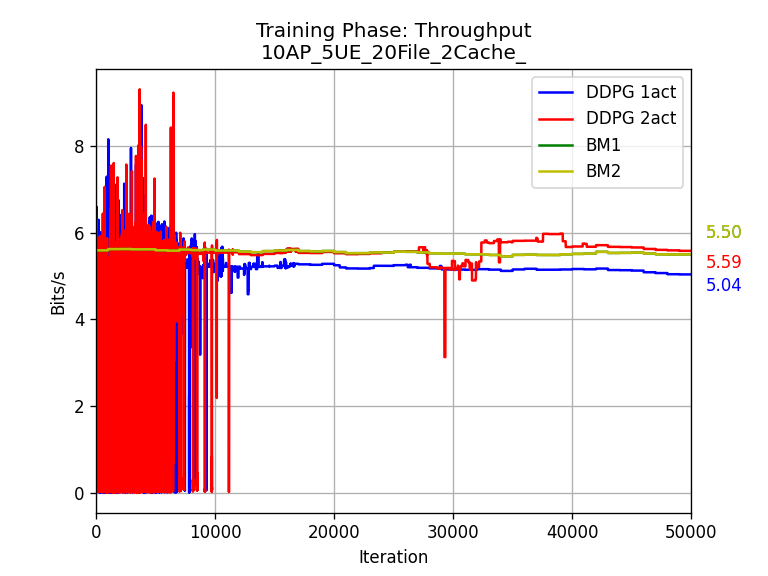 Training Phase: Throughput
10AP_5UE_20File_2Cache_
DDPG 1act
DDPG 2act
BM1
BM2
8
6
4
2
0
Bits/s
5.50
5.59
5.04
0
10000
20000
30000
40000
50000
Iteration